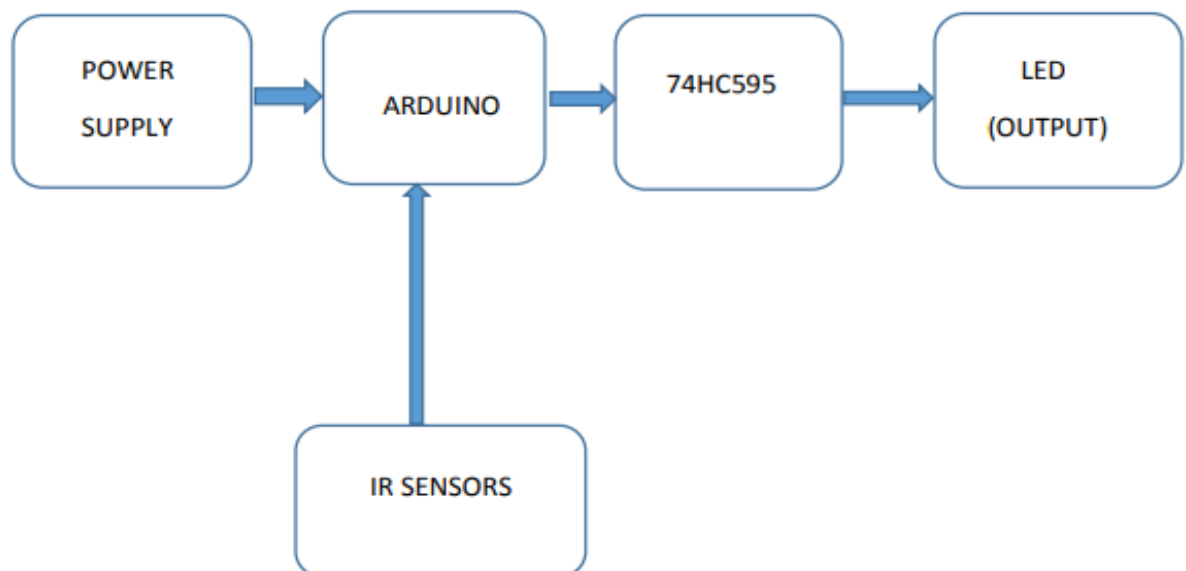 POWER
SUPPLY
ARDUINO
74HC595
LED
(OUTPUT)
IR SENSORS